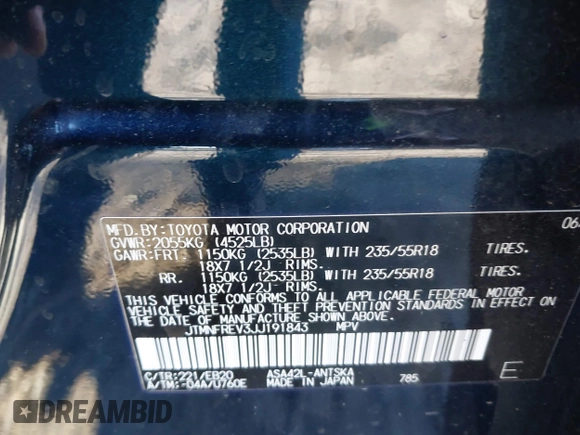 MFD. BY: TOYOTA MOTOR CORPORATION
GVWR: 2055KG (4525LB)
GAWR: FRT. 1150KG (2535LB) WITH 235/55R18 TIRES.
18X7 1/2J RIMS.
RR. 1150KG (2535LB) WITH 235/55R18 TIRES.
18X7 1/2J RIMS.
THIS VEHICLE CONFORMS TO ALL APPLICABLE FEDERAL MOTOR
VEHICLE SAFETY AND THEFT PREVENTION STANDARDS IN EFFECT ON
THE DATE OF MANUFACTURE SHOWN ABOVE.
JTMNFREV3JJ191843 MPV
C/TR: 221/EB20 ASA42L-ANTSKA
A/TM: -04A/U760E MADE IN JAPAN 785
E
DREAMBID